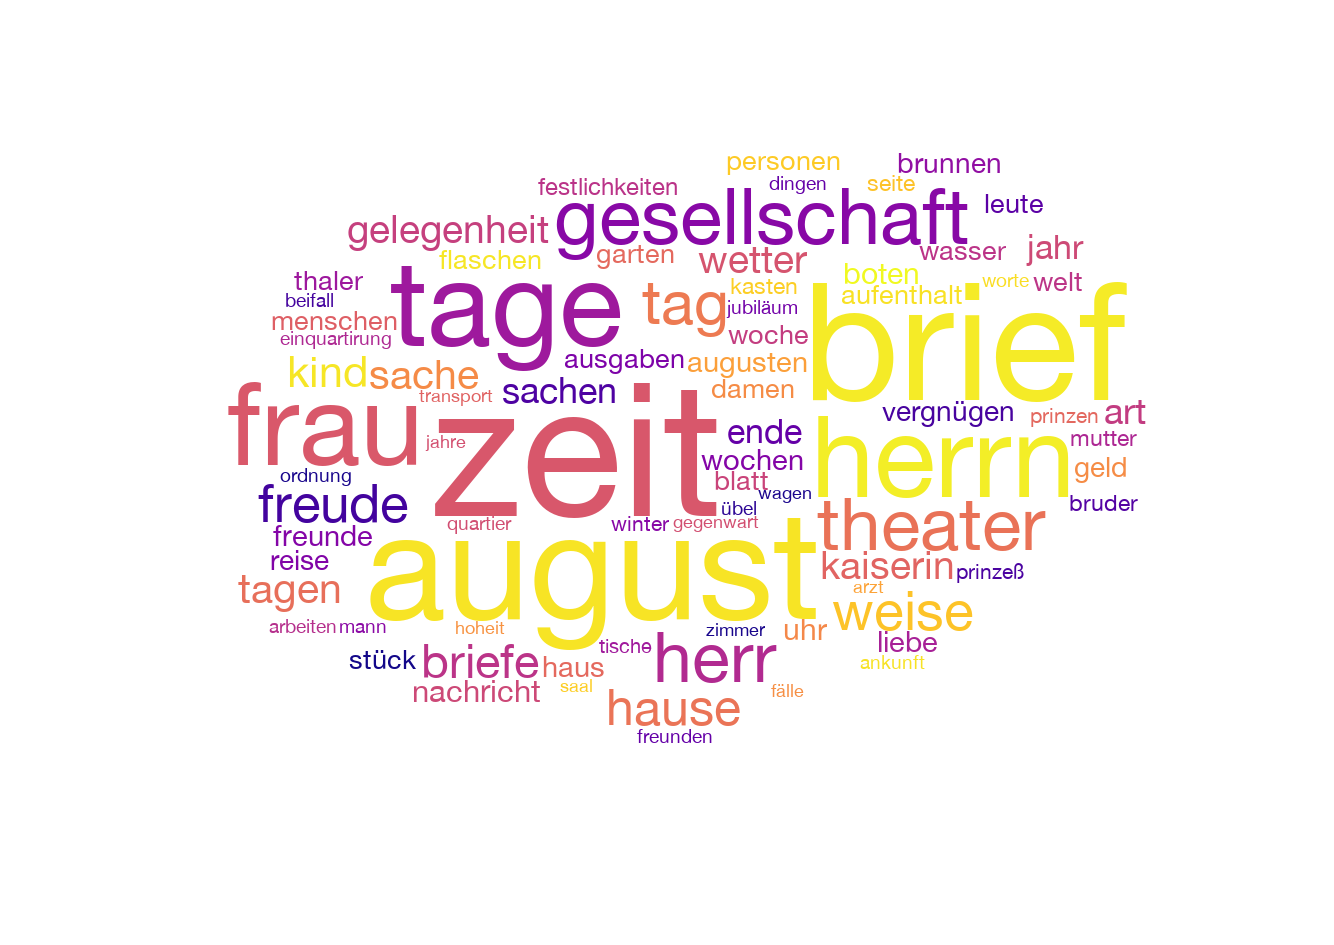 personen brunnen
festlichkeiten dingen seite
gesellschaft leute
gelegenheit garten wetter wasser jahr
flaschen
thaler tage tag kasten boten worte welt
beifall jubiläum aufenthalt brief
menschen
einquartirung woche
kind sache ausgaben augusten
transport sachen damen
frau zeit vergnügen prinzen art
jahre ende herrn mutter
ordnung wochen geld
freude blatt wagen bruder
quartier winter übel gegenwart theater
freunde
reise august kaiserin prinzeß
tagen arzt
weise
arbeiten mann hoheit zimmer uhr liebe
stück briefe haus tische herr ankunft
nachricht saal fälle
hause
freunden